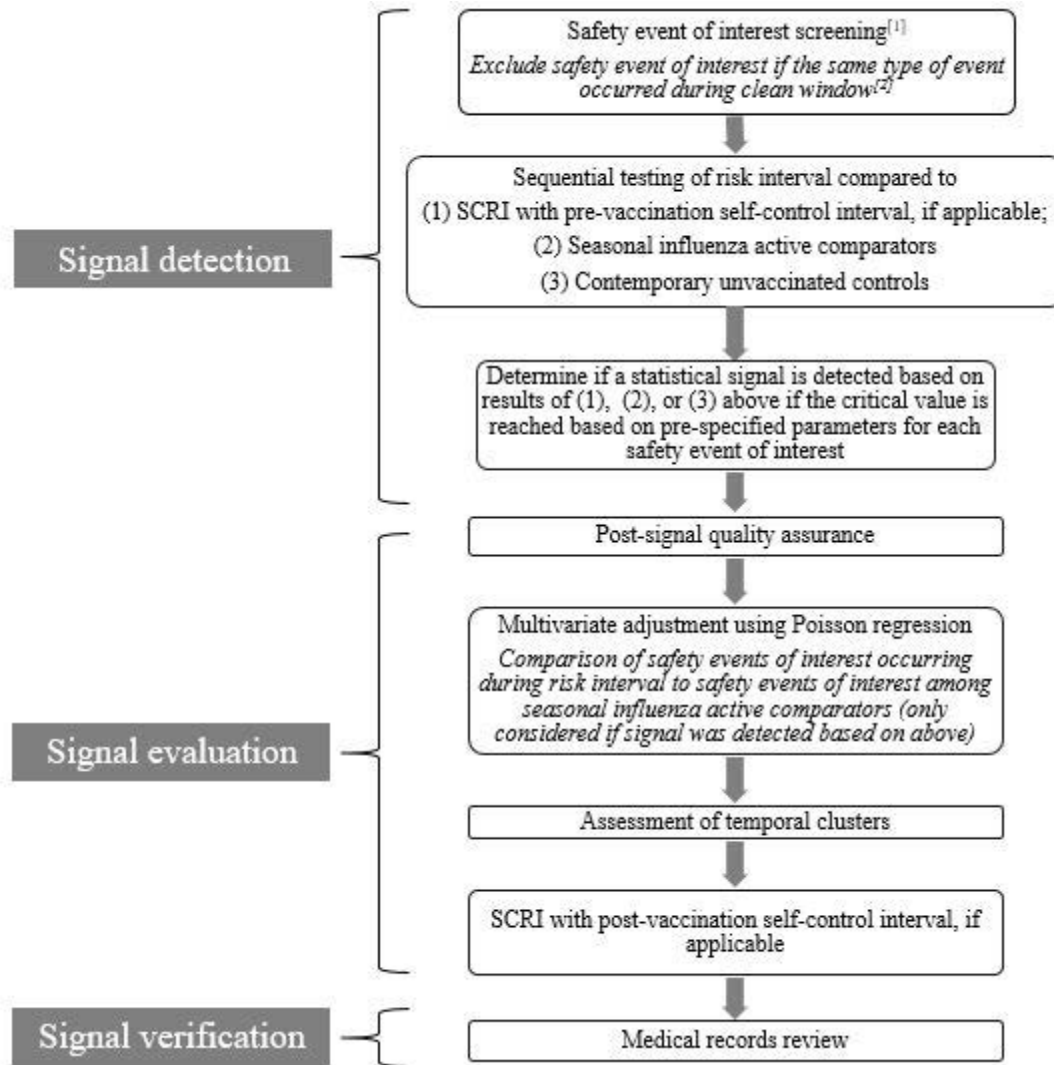 Safety event of interest screening[1]
Exclude safety event of interest if the same type of event
occurred during clean window[2]
Sequential testing of risk interval compared to
(1) SCRI with pre-vaccination self-control interval, if applicable;
(2) Seasonal influenza active comparators
(3) Contemporary unvaccinated controls
Signal detection
Determine if a statistical signal is detected based on
results of (1), (2), or (3) above if the critical value is
reached based on pre-specified parameters for each
safety event of interest
Post-signal quality assurance
Multivariate adjustment using Poisson regression
Comparison of safety events of interest occurring
during risk interval to safety events of interest among
seasonal influenza active comparators (only
considered if signal was detected based on above)
Signal evaluation
Assessment of temporal clusters
SCRI with post-vaccination self-control interval, if
applicable
Signal verification
Medical records review